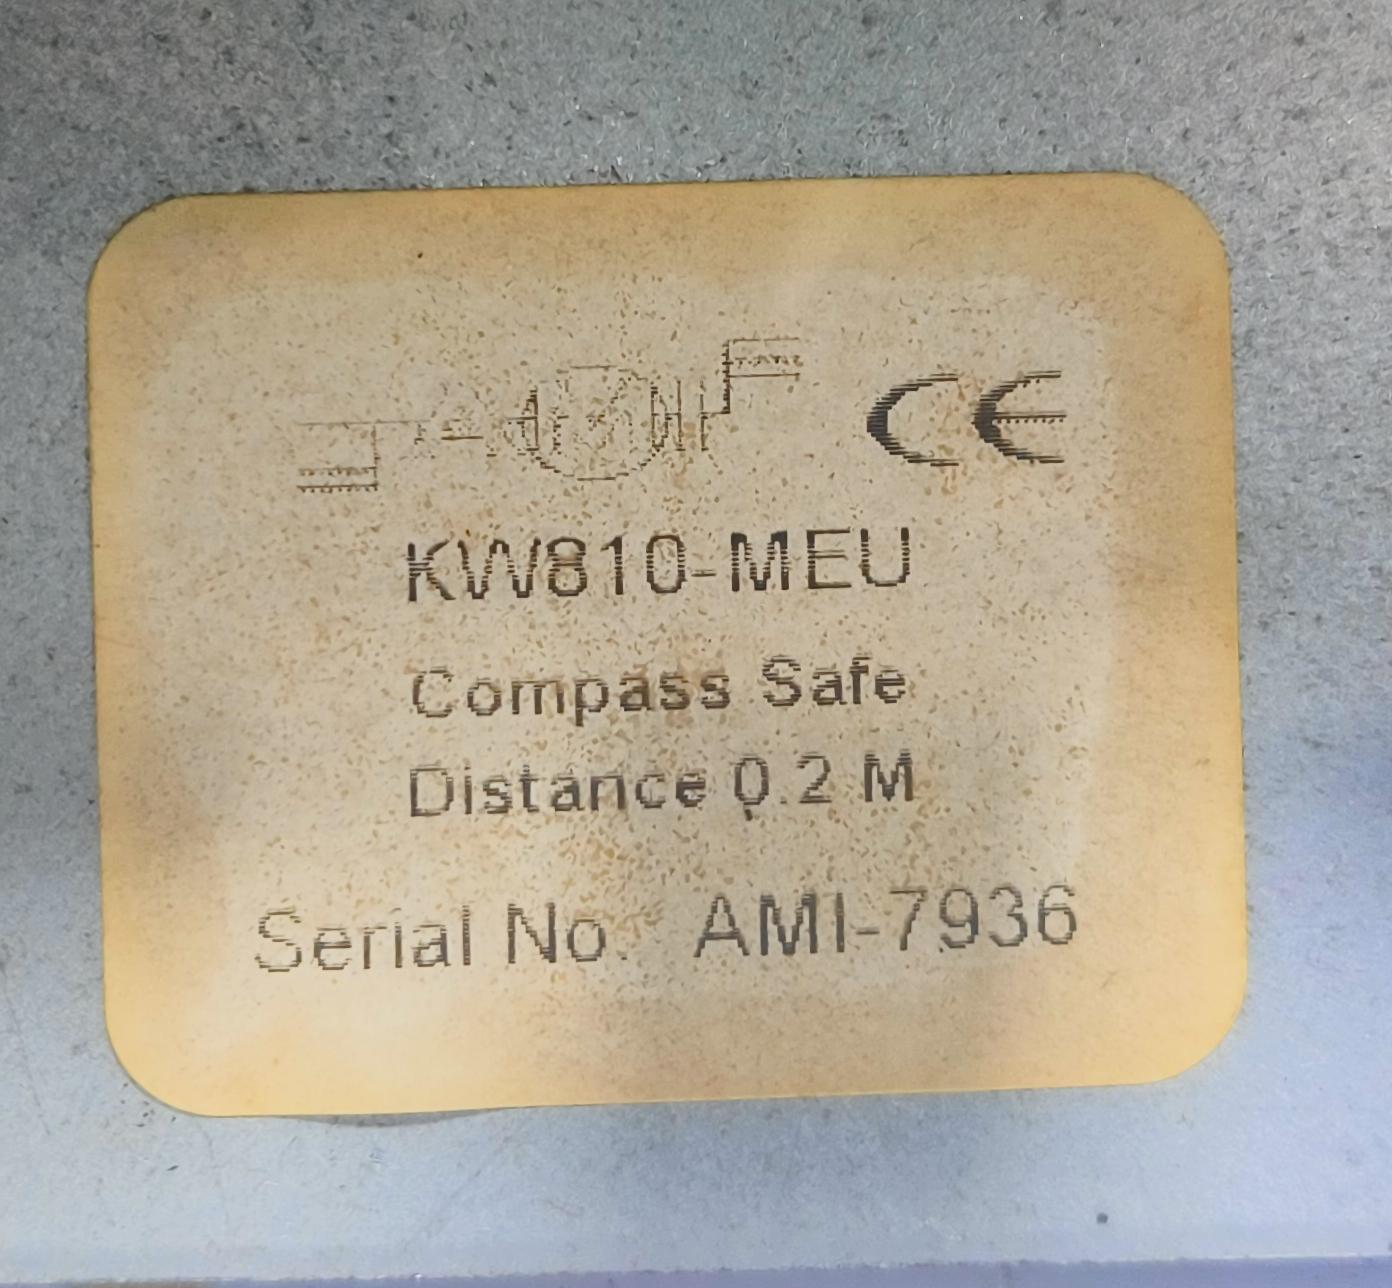 CE
KW810-MEU
Compass Safe
Distance 0.2 M
Serial No. AMI-7936